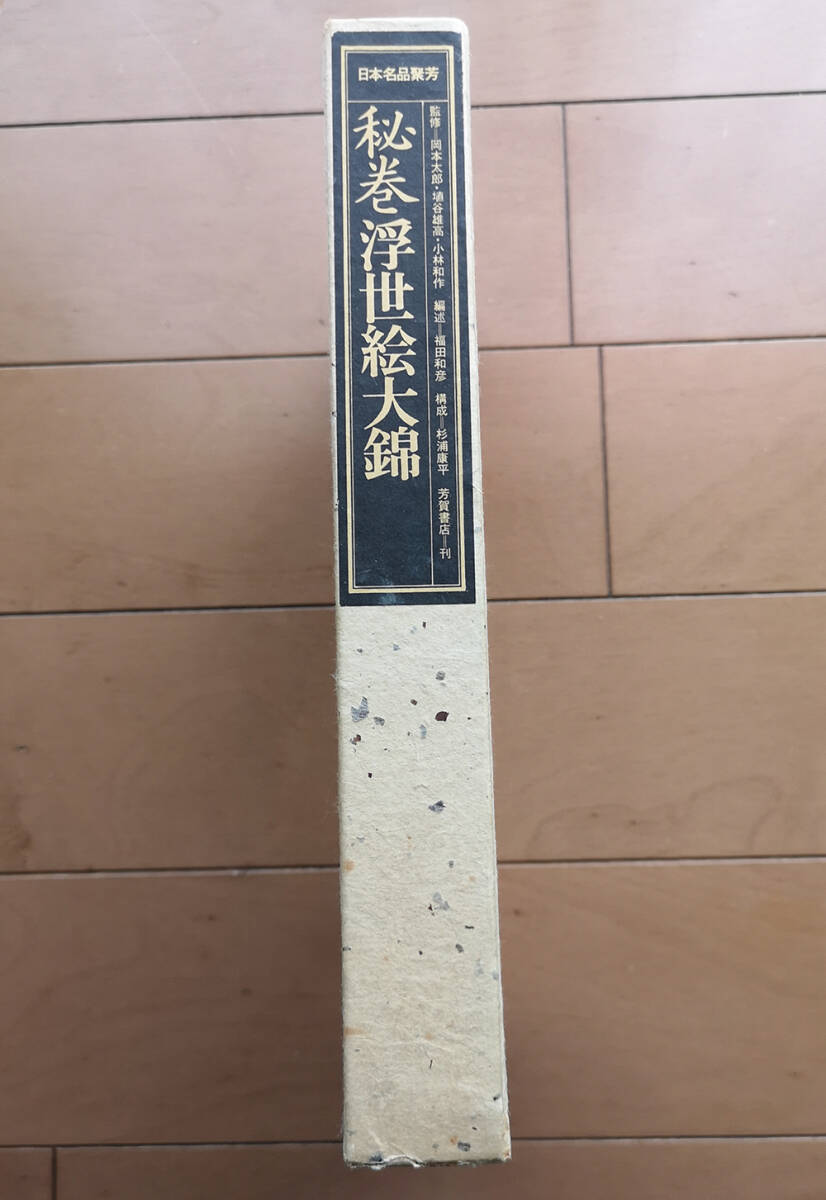 日本名品聚芳
監修=岡本太郎・埴谷雄高・小林和作　編述=福田和彦　構成=杉浦康平　芳賀書店=刊
秘巻浮世絵大錦